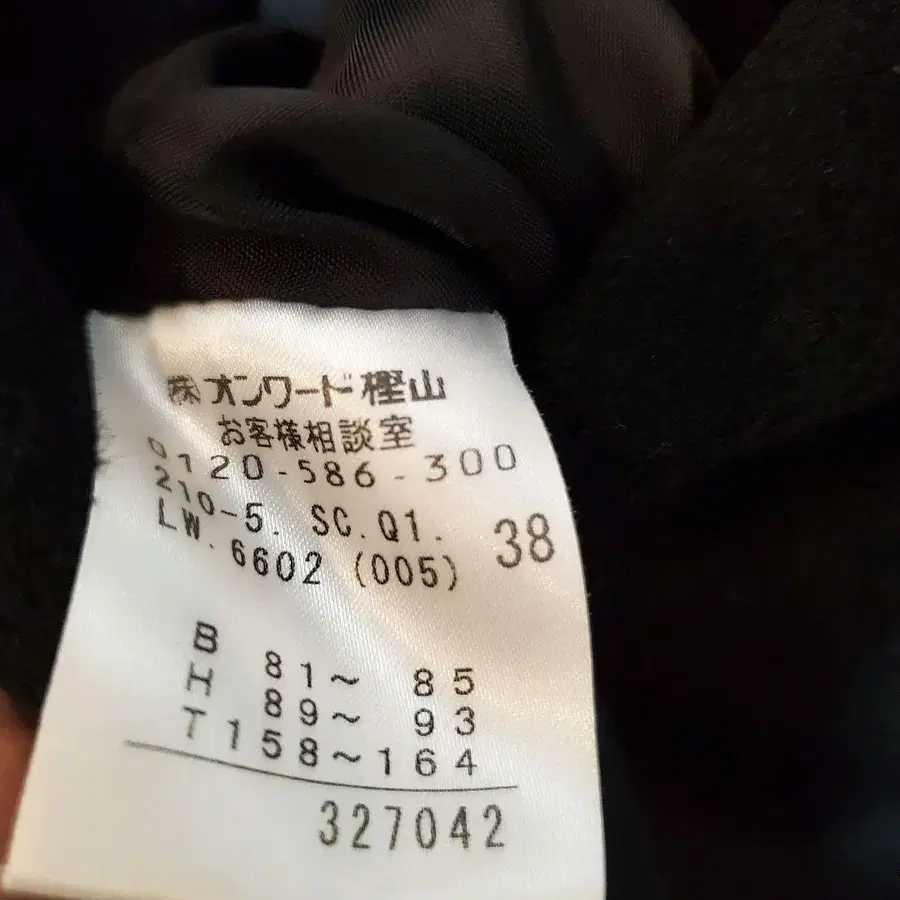 ㈱オンワード樫山
お客様相談室
0120-586-300
210-5. SC.Q1. 38
LW.6602 (005)
B 81~85
H 89~93
T158~164
327042